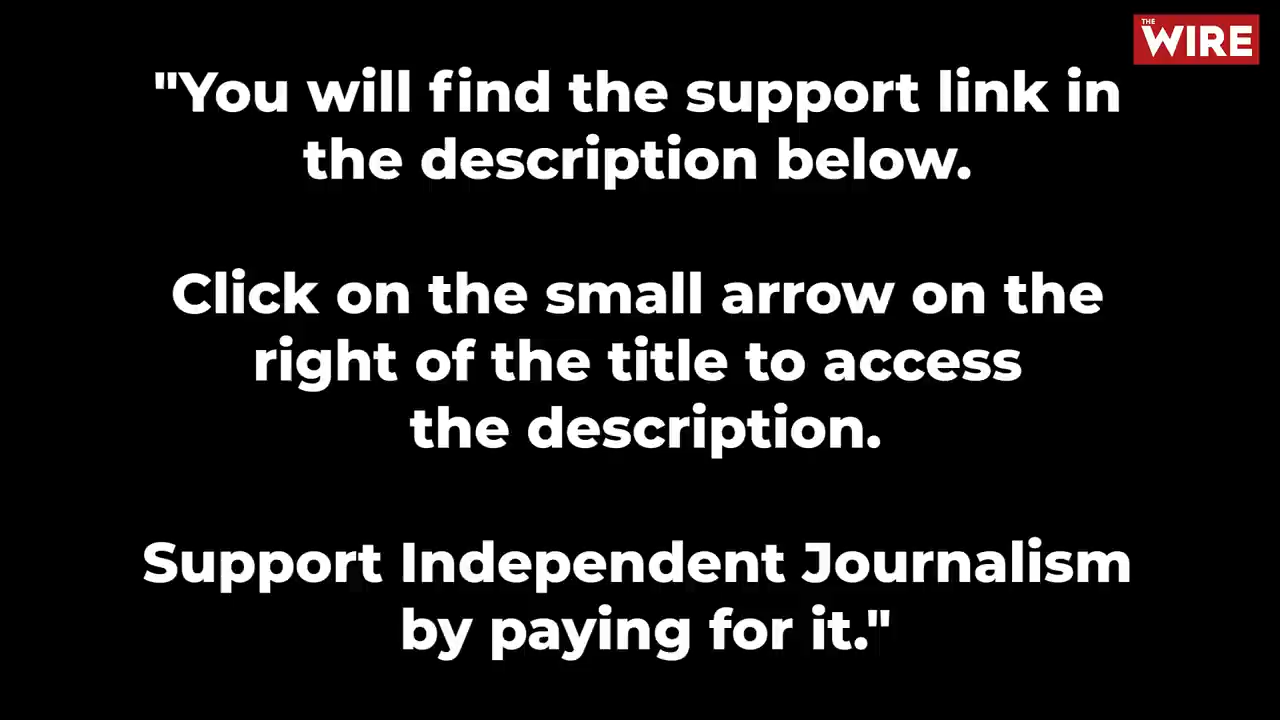 THE
WIRE
"You will find the support link in
the description below.
Click on the small arrow on the
right of the title to access
the description.
Support Independent Journalism
by paying for it."